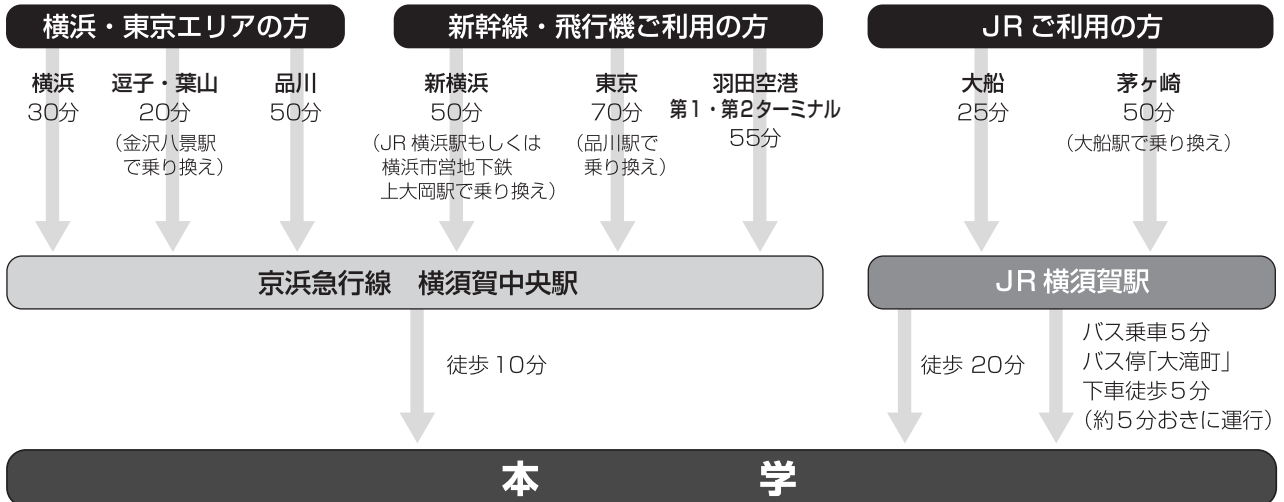 横浜・東京エリアの方
横浜
30分
逗子・葉山
20分
（金沢八景駅
で乗り換え）
品川
50分
新幹線・飛行機ご利用の方
新横浜
50分
（JR 横浜駅もしくは
横浜市営地下鉄
上大岡駅で乗り換え）
東京
70分
（品川駅で
乗り換え）
羽田空港
第1・第2ターミナル
55分
JR ご利用の方
大船
25分
茅ヶ崎
50分
（大船駅で乗り換え）
京浜急行線　横須賀中央駅
JR 横須賀駅
徒歩 10分
徒歩 20分
バス乗車5分
バス停「大滝町」
下車徒歩5分
（約5分おきに運行）
本　学